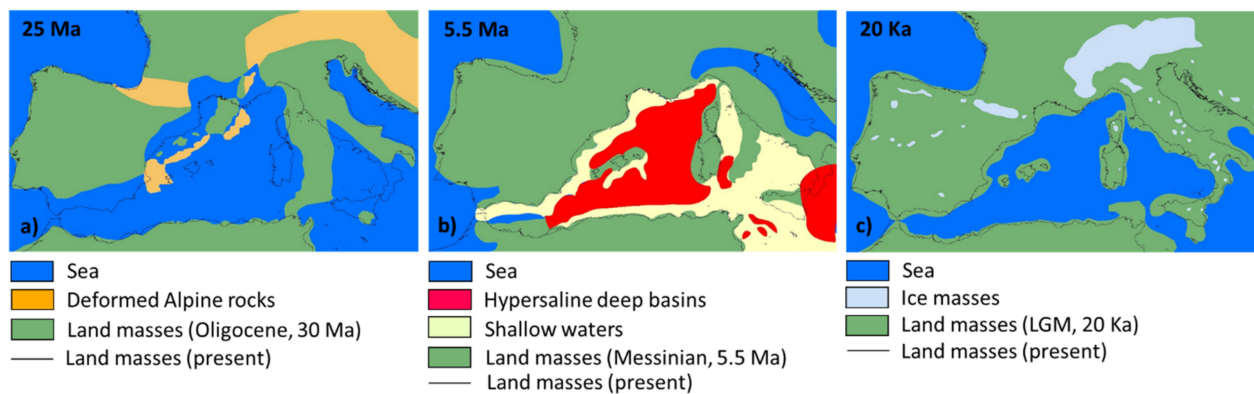 25 Ma
a)
Sea
Deformed Alpine rocks
Land masses (Oligocene, 30 Ma)
Land masses (present)
5.5 Ma
b)
Sea
Hypersaline deep basins
Shallow waters
Land masses (Messinian, 5.5 Ma)
Land masses (present)
20 Ka
c)
Sea
Ice masses
Land masses (LGM, 20 Ka)
Land masses (present)